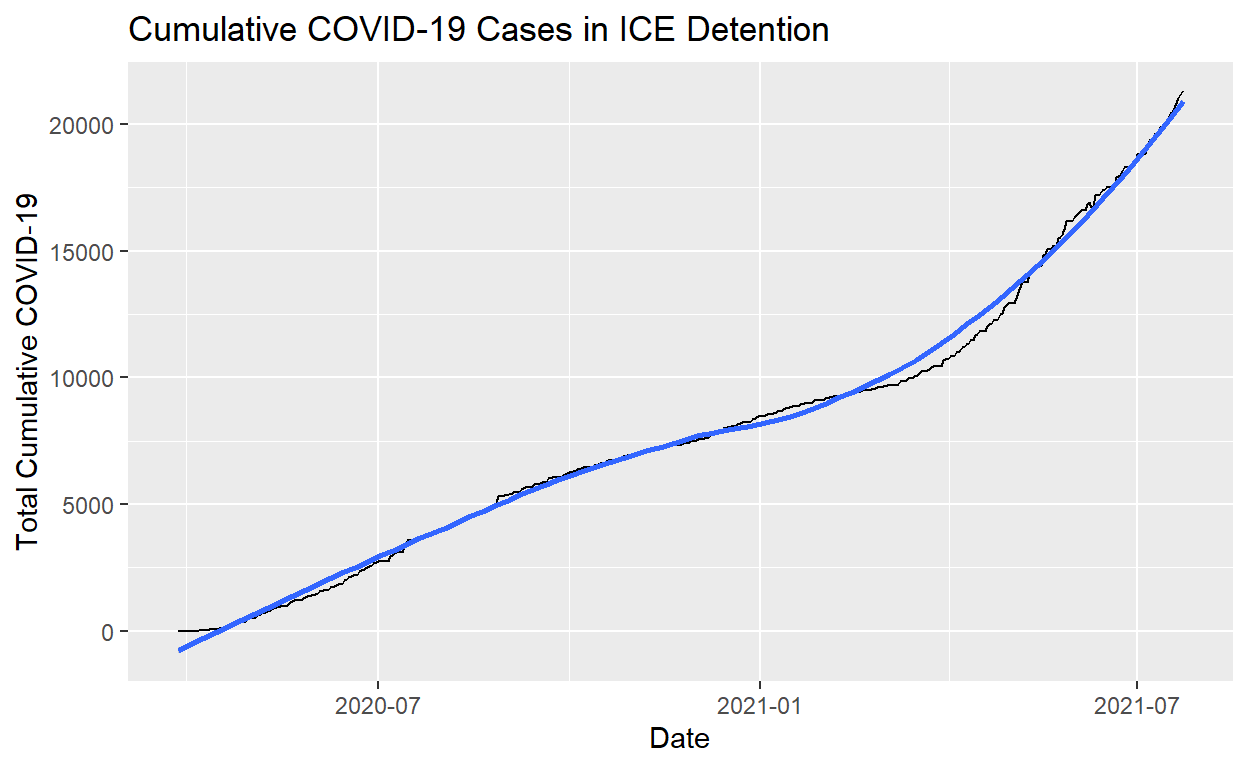 Cumulative COVID-19 Cases in ICE Detention
Total Cumulative COVID-19
20000
15000
10000
5000
0
2020-07
2021-01
2021-07
Date